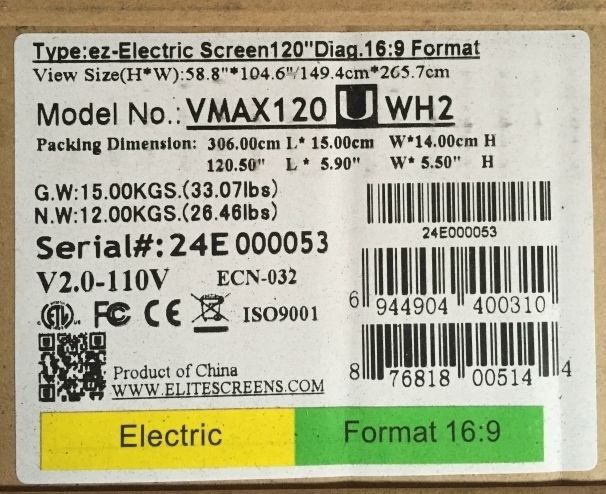 Type:ez-Electric Screen120"Diag.16:9 Format
View Size(H*W):58.8"*104.6"/149.4cm*265.7cm
Model No.: VMAX120 U WH2
Packing Dimension: 306.00cm L* 15.00cm W*14.00cm H
120.50" L * 5.90" W* 5.50" H
G.W:15.00KGS.(33.07lbs)
N.W:12.00KGS.(26.46lbs)
24E000053
Serial#:24E000053
V2.0-110V ECN-032
6 944904 400310
ETL FC CE ISO9001
Product of China
WWW.ELITESCREENS.COM
8 76818 00514 4
Electric Format 16:9